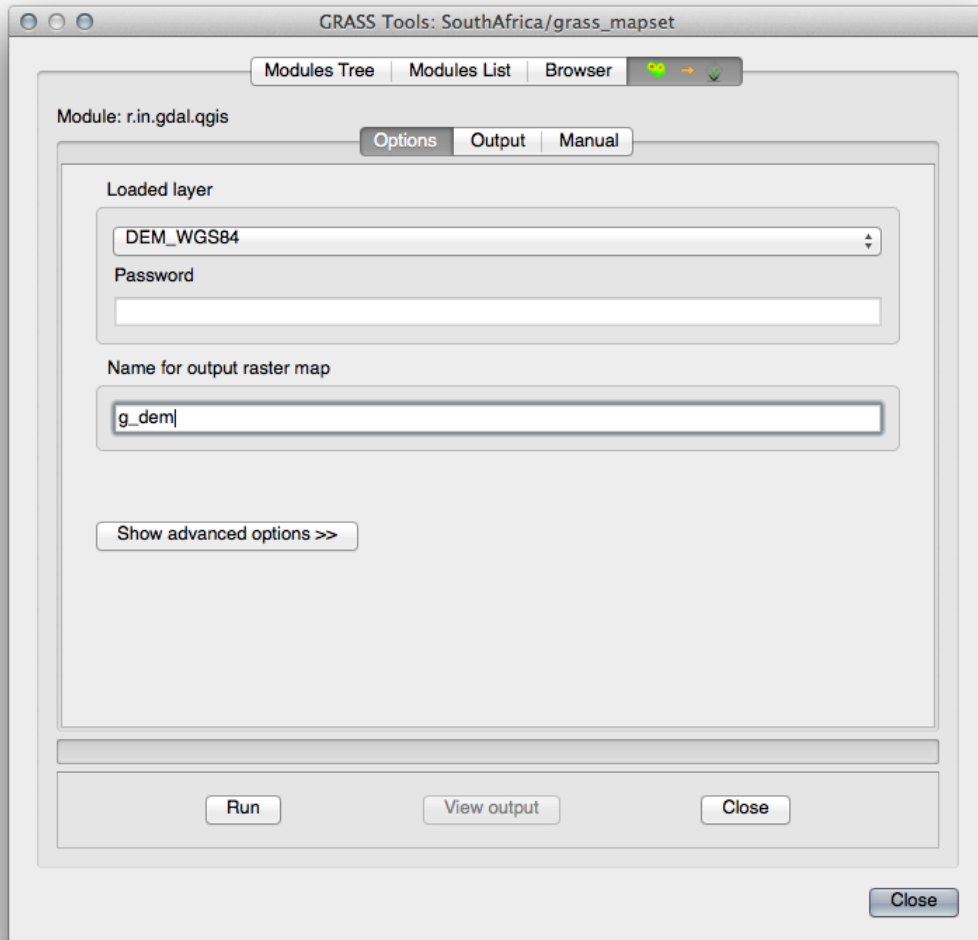 GRASS Tools: SouthAfrica/grass_mapset
Modules Tree Modules List Browser
Module: r.in.gdal.qgis
Options Output Manual
Loaded layer
DEM_WGS84
Password
Name for output raster map
g_dem
Show advanced options >>
Run View output Close
Close